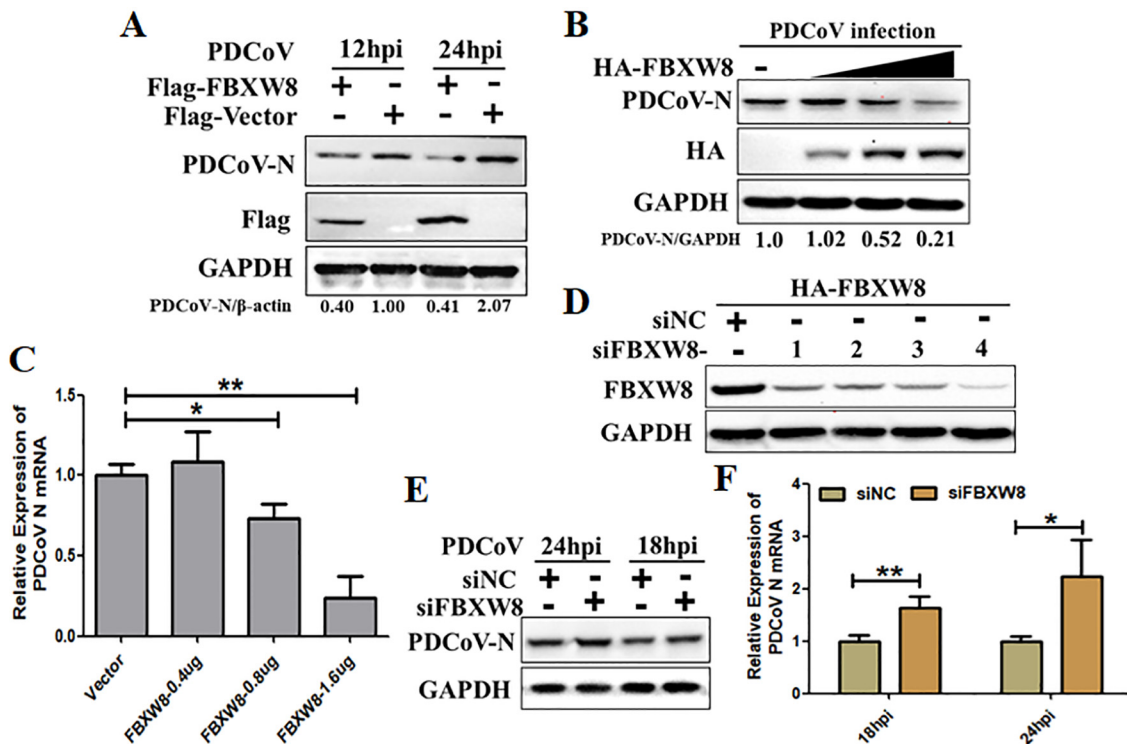 A
PDCoV 12hpi 24hpi
Flag-FBXW8 + - + -
Flag-Vector - + - +
PDCoV-N
Flag
GAPDH
PDCoV-N/β-actin 0.40 1.00 0.41 2.07
B
PDCoV infection
HA-FBXW8 -
PDCoV-N
HA
GAPDH
PDCoV-N/GAPDH 1.0 1.02 0.52 0.21
C
Relative Expression of
PDCoV N mRNA
1.5
1.0
0.5
0.0
**
*
Vector
FBXW8-0.4ug
FBXW8-0.8ug
FBXW8-1.6ug
D
HA-FBXW8
siNC + - - - -
siFBXW8- - 1 2 3 4
FBXW8
GAPDH
E
PDCoV 24hpi 18hpi
siNC + - + -
siFBXW8 - + - +
PDCoV-N
GAPDH
F
Relative Expression of
PDCoV N mRNA
4
3
2
1
0
siNC siFBXW8
**
*
18hpi
24hpi